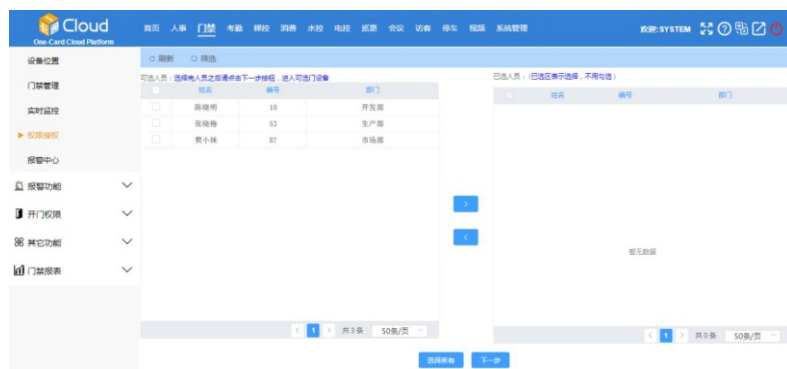 Cloud
One-Card Cloud Platform
首页 人事 门禁 考勤 梯控 消费 水控 电控 巡更 会议 访客 停车 视频 系统管理
欢迎:SYSTEM
设备位置
门禁管理
实时监控
权限授权
报警中心
报警功能
开门权限
其它功能
门禁报表
刷新 筛选
可选人员：选择完人员之后请点击下一步按钮，进入可选门设备
姓名 编号 部门
陈晓明 10 开发部
张晓梅 83 生产部
樊小妹 87 市场部
< 1 > 共3条 50条/页
>
<
已选人员：(已选区表示选择，不用勾选)
姓名 编号 部门
暂无数据
< 1 > 共0条 50条/页
选择所有 下一步